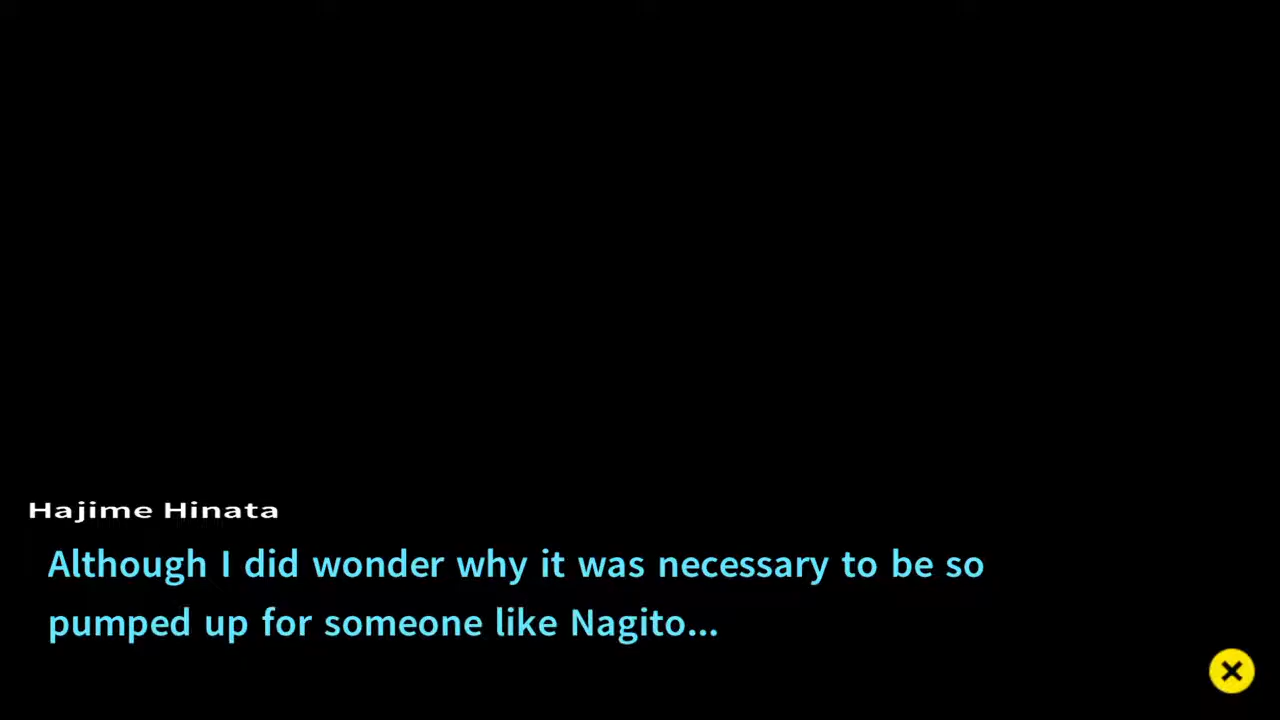 Hajime Hinata
Although I did wonder why it was necessary to be so
pumped up for someone like Nagito...